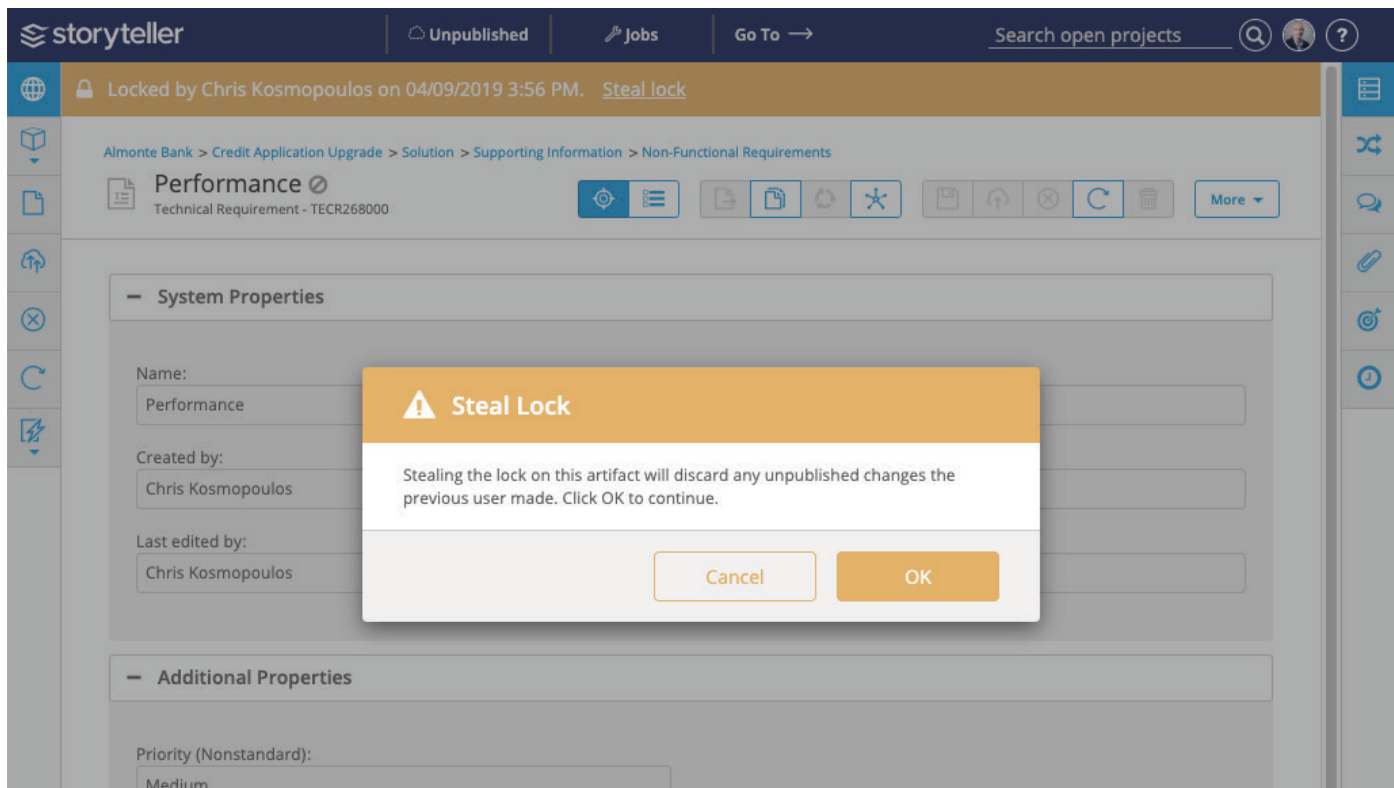 storyteller
Unpublished
Jobs
Go To →
Search open projects
?
Locked by Chris Kosmopoulos on 04/09/2019 3:56 PM. Steal lock
Almonte Bank > Credit Application Upgrade > Solution > Supporting Information > Non-Functional Requirements
Performance
Technical Requirement - TECR268000
More
System Properties
Name:
Performance
Created by:
Chris Kosmopoulos
Last edited by:
Chris Kosmopoulos
Steal Lock
Stealing the lock on this artifact will discard any unpublished changes the
previous user made. Click OK to continue.
Cancel
OK
Additional Properties
Priority (Nonstandard):
Medium